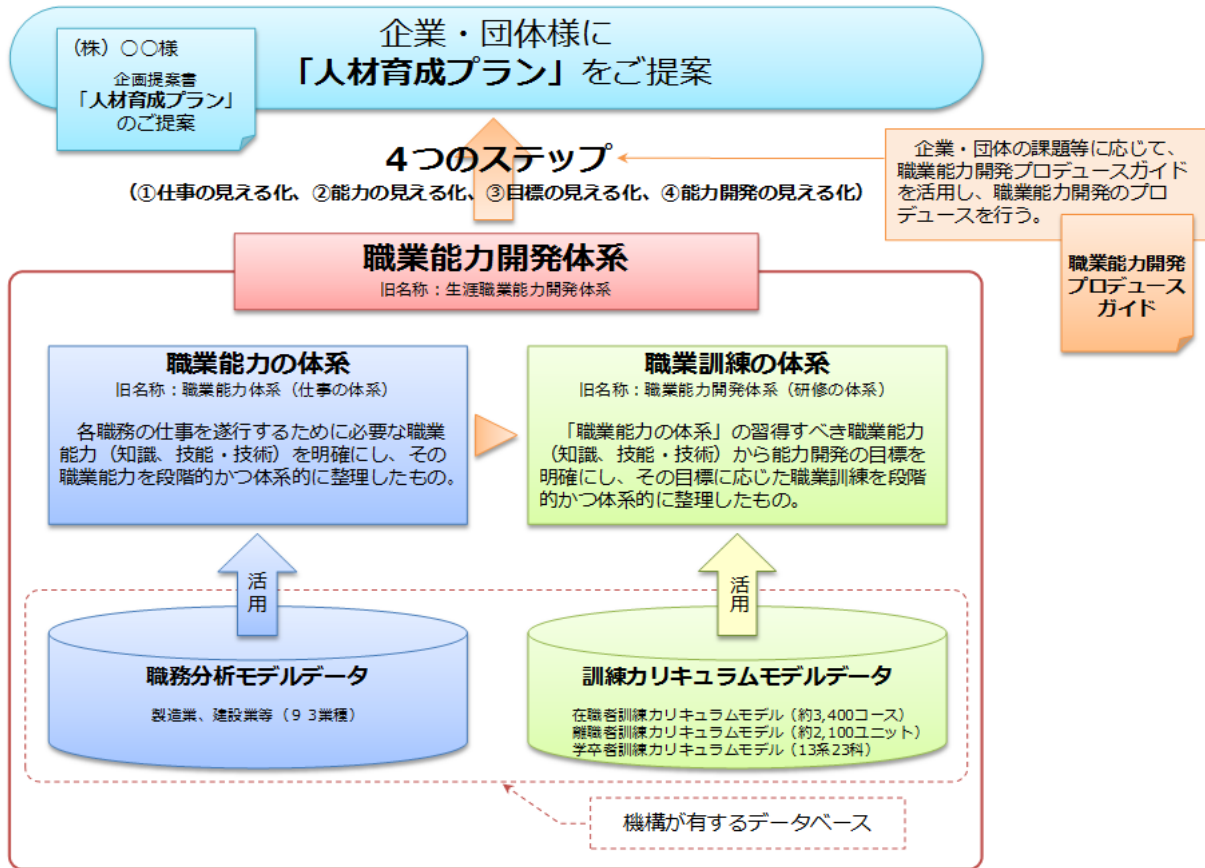 企業・団体様に
「人材育成プラン」をご提案
(株)〇〇様
企画提案書
「人材育成プラン」
のご提案
4つのステップ
(①仕事の見える化、②能力の見える化、③目標の見える化、④能力開発の見える化)
企業・団体の課題等に応じて、
職業能力開発プロデュースガイド
を活用し、職業能力開発のプロ
デュースを行う。
職業能力開発
プロデュース
ガイド
職業能力開発体系
旧名称：生涯職業能力開発体系
職業能力の体系
旧名称：職業能力体系（仕事の体系）
各職務の仕事を遂行するために必要な職業
能力（知識、技能・技術）を明確にし、その
職業能力を段階的かつ体系的に整理したもの。
職業訓練の体系
旧名称：職業能力開発体系（研修の体系）
「職業能力の体系」の習得すべき職業能力
（知識、技能・技術）から能力開発の目標を
明確にし、その目標に応じた職業訓練を段階
的かつ体系的に整理したもの。
活用
活用
職務分析モデルデータ
製造業、建設業等（９３業種）
訓練カリキュラムモデルデータ
在職者訓練カリキュラムモデル（約3,400コース）
離職者訓練カリキュラムモデル（約2,100ユニット）
学卒者訓練カリキュラムモデル（13系23科）
機構が有するデータベース